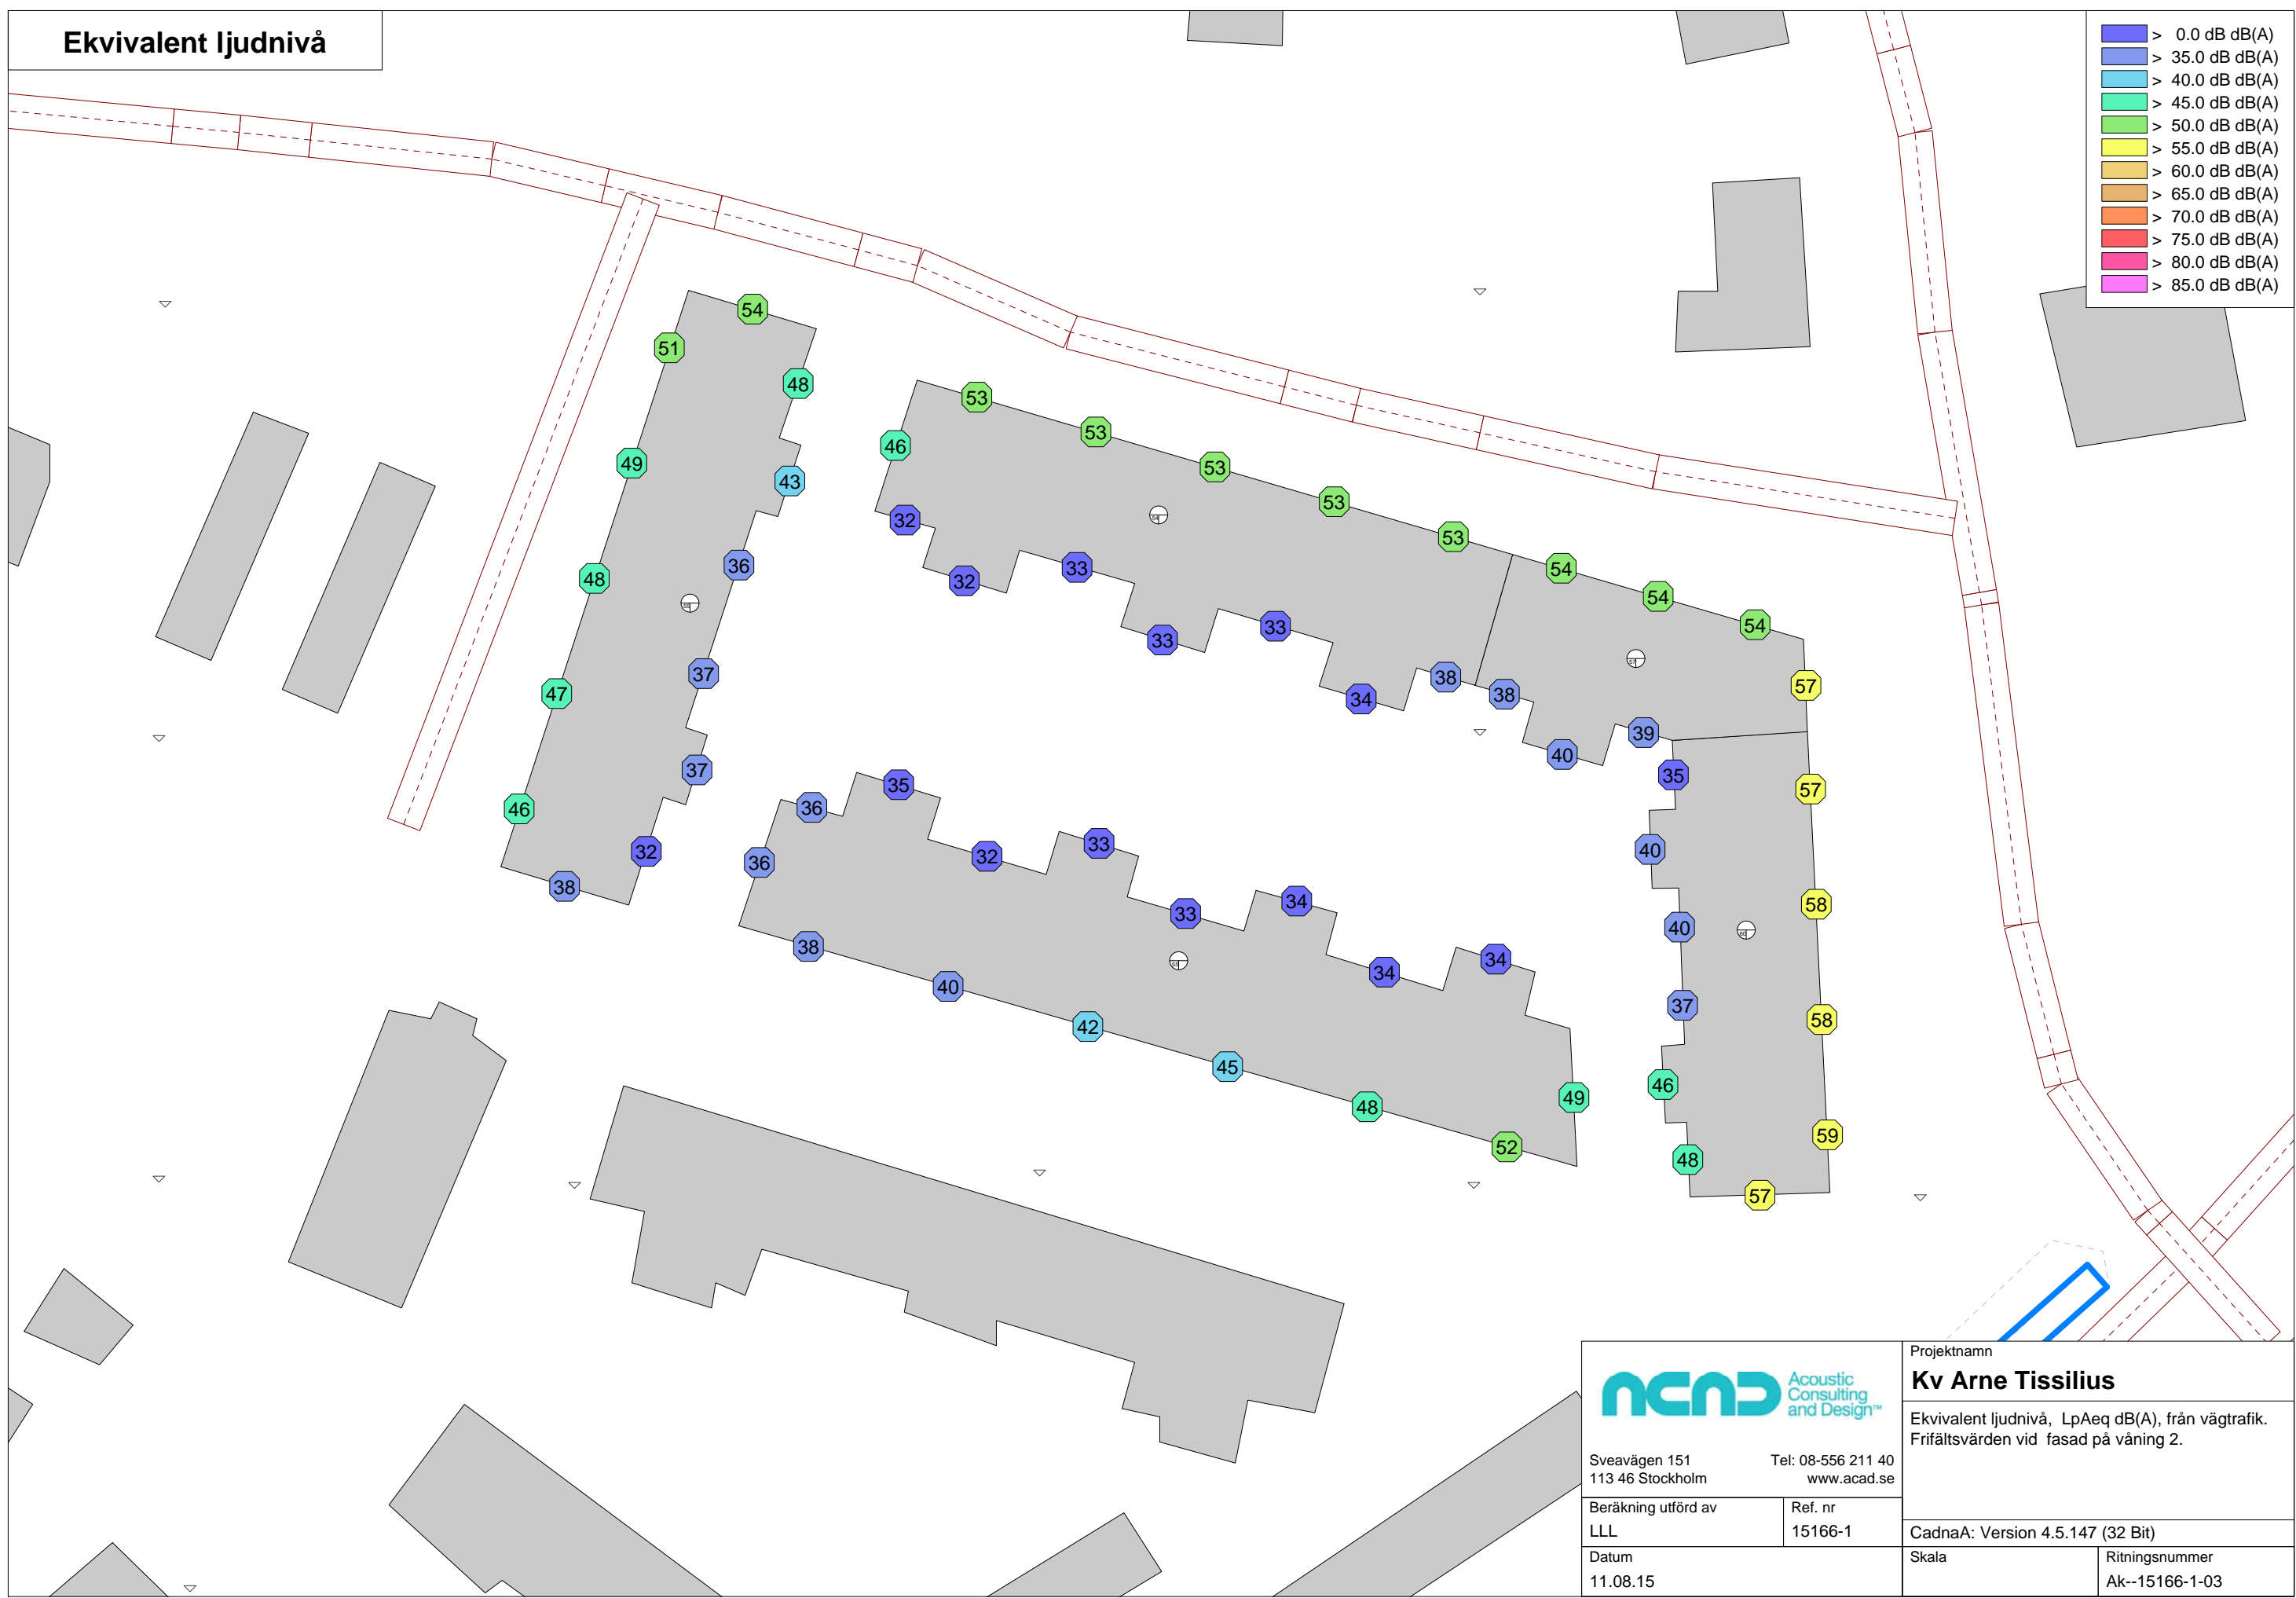 Ekvivalent ljudnivå
> 0.0 dB dB(A)
> 35.0 dB dB(A)
> 40.0 dB dB(A)
> 45.0 dB dB(A)
> 50.0 dB dB(A)
> 55.0 dB dB(A)
> 60.0 dB dB(A)
> 65.0 dB dB(A)
> 70.0 dB dB(A)
> 75.0 dB dB(A)
> 80.0 dB dB(A)
> 85.0 dB dB(A)
54
51
48
49
43
48
36
47
37
37
46
32
38
53
53
53
53
53
46
32
32
33
33
33
34
38
54
54
54
57
38
40
39
35
57
40
58
40
37
58
46
59
48
57
36
35
36
32
33
33
34
34
34
38
40
42
45
48
52
49
ACAD
Acoustic
Consulting
and Design™
Sveavägen 151 Tel: 08-556 211 40
113 46 Stockholm www.acad.se
Beräkning utförd av
LLL
Ref. nr
15166-1
Datum
11.08.15
Projektnamn
Kv Arne Tissilius
Ekvivalent ljudnivå, LpAeq dB(A), från vägtrafik.
Frifältsvärden vid fasad på våning 2.
CadnaA: Version 4.5.147 (32 Bit)
Skala
Ritningsnummer
Ak--15166-1-03